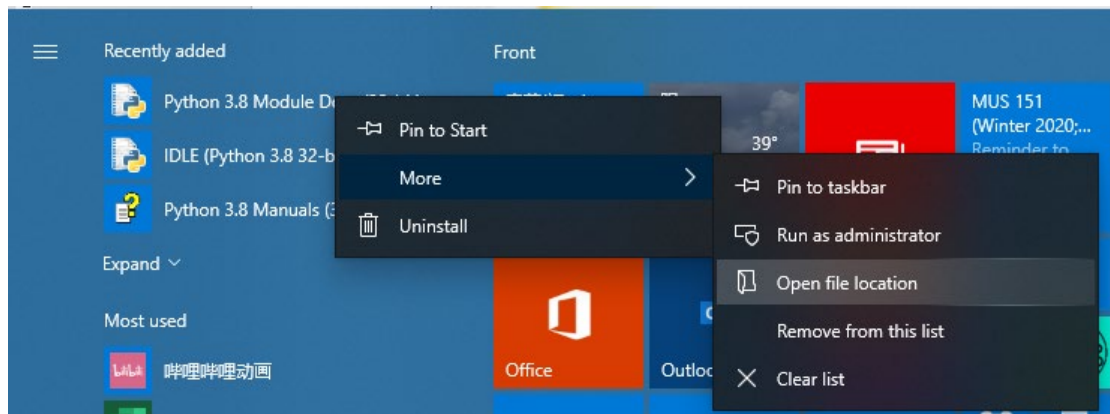 Recently added
Front
Python 3.8 Module
Pin to Start
39°
MUS 151
(Winter 2020;...
Reminder to
IDLE (Python 3.8 32-b
More
Pin to taskbar
Python 3.8 Manuals (3
Uninstall
Run as administrator
Expand
Open file location
Most used
Remove from this list
哔哩哔哩动画
Office
Outloo
Clear list